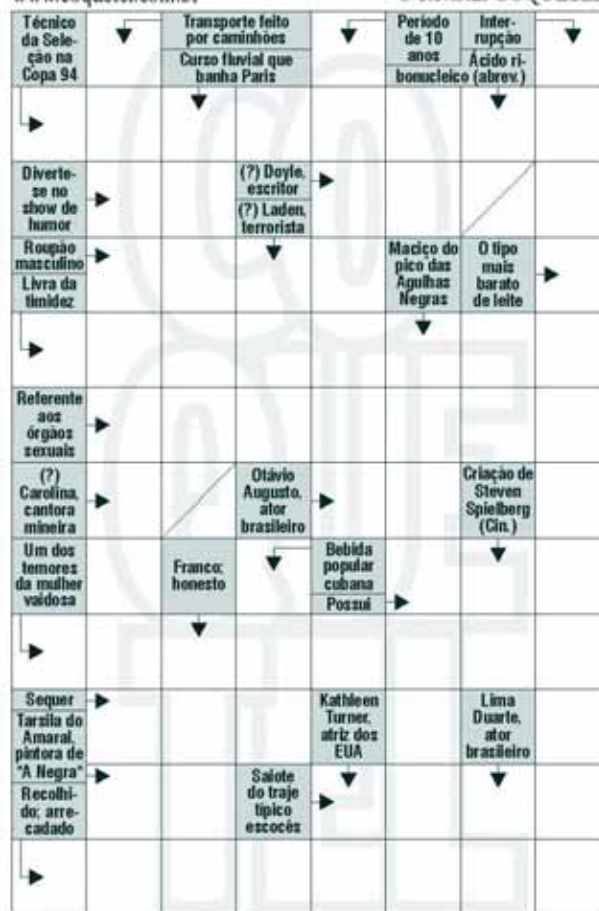 Técnico
da Sele-
ção na
Copa 94
Transporte feito
por caminhões
Curso fluvial que
banha Paris
Período
de 10
anos
Inter-
rupção
Ácido ri-
bonucleico (abrev.)
Diverte-
se no
show de
humor
(?) Doyle,
escritor
(?) Laden,
terrorista
Roupão
masculino
Livra da
timidez
Maciço do
pico das
Agulhas
Negras
O tipo
mais
barato
de leite
Referente
aos
órgãos
sexuais
(?)
Carolina,
cantora
mineira
Otávio
Augusto,
ator
brasileiro
Criação de
Steven
Spielberg
(Cin.)
Um dos
temores
da mulher
vaidosa
Franco;
honesto
Bebida
popular
cubana
Possui
Sequer
Tarsila do
Amaral,
pintora de
"A Negra"
Kathleen
Turner,
atriz dos
EUA
Lima
Duarte,
ator
brasileiro
Recolhi-
do; arre-
cadado
Saiote
do traje
típico
escocês
COQUETEL